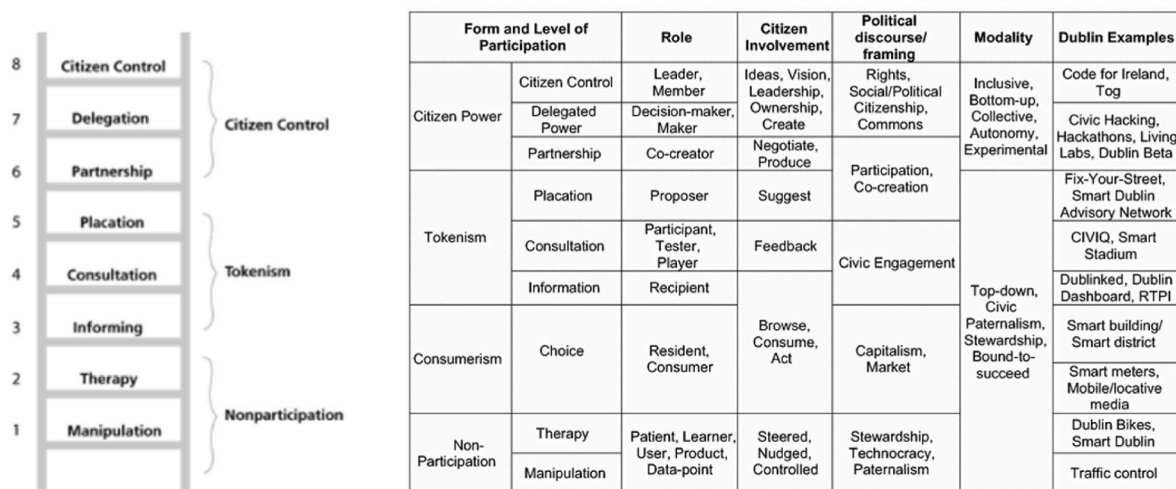 8
Citizen Control
7
Delegation
Citizen Control
6
Partnership
5
Placation
4
Consultation
Tokenism
3
Informing
2
Therapy
Nonparticipation
1
Manipulation
Form and Level of
Participation
Role
Citizen
Involvement
Political
discourse/
framing
Modality
Dublin Examples
Citizen Power
Citizen Control
Leader,
Member
Ideas, Vision,
Leadership,
Ownership,
Create
Rights,
Social/Political
Citizenship,
Commons
Inclusive,
Bottom-up,
Collective,
Autonomy,
Experimental
Code for Ireland,
Tog
Delegated
Power
Decision-maker,
Maker
Civic Hacking,
Hackathons, Living
Labs, Dublin Beta
Partnership
Co-creator
Negotiate,
Produce
Participation,
Co-creation
Tokenism
Placation
Proposer
Suggest
Top-down,
Civic
Paternalism,
Stewardship,
Bound-to-
succeed
Fix-Your-Street,
Smart Dublin
Advisory Network
Consultation
Participant,
Tester,
Player
Feedback
Civic Engagement
CIVIQ, Smart
Stadium
Information
Recipient
Browse,
Consume,
Act
Dublinked, Dublin
Dashboard, RTPI
Consumerism
Choice
Resident,
Consumer
Capitalism,
Market
Smart building/
Smart district
Smart meters,
Mobile/locative
media
Non-
Participation
Therapy
Patient, Learner,
User, Product,
Data-point
Steered,
Nudged,
Controlled
Stewardship,
Technocracy,
Paternalism
Dublin Bikes,
Smart Dublin
Manipulation
Traffic control